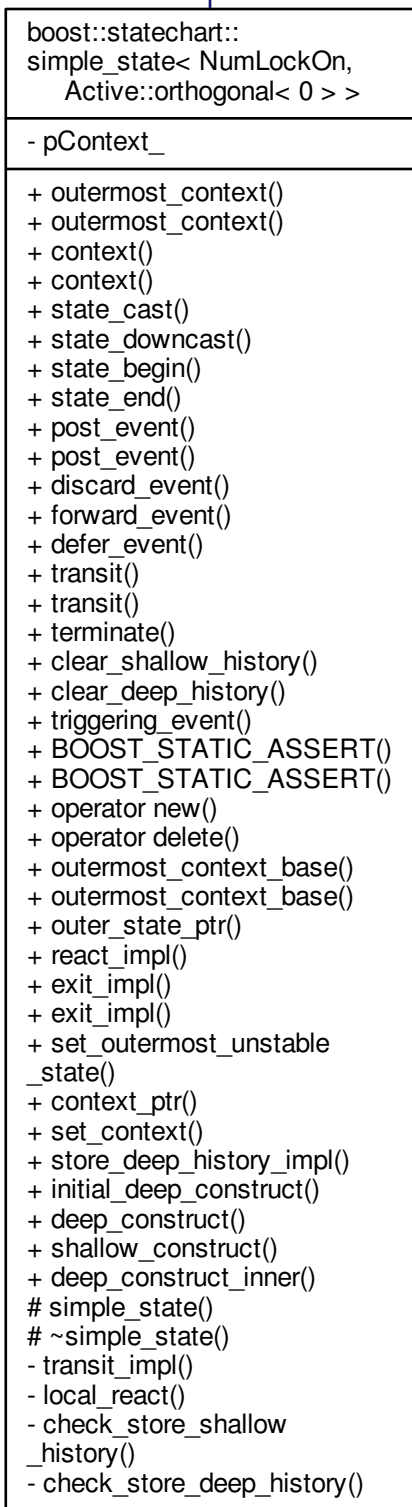 boost::statechart::
simple_state< NumLockOn,
Active::orthogonal< 0 > >
- pContext_
+ outermost_context()
+ outermost_context()
+ context()
+ context()
+ state_cast()
+ state_downcast()
+ state_begin()
+ state_end()
+ post_event()
+ post_event()
+ discard_event()
+ forward_event()
+ defer_event()
+ transit()
+ transit()
+ terminate()
+ clear_shallow_history()
+ clear_deep_history()
+ triggering_event()
+ BOOST_STATIC_ASSERT()
+ BOOST_STATIC_ASSERT()
+ operator new()
+ operator delete()
+ outermost_context_base()
+ outermost_context_base()
+ outer_state_ptr()
+ react_impl()
+ exit_impl()
+ exit_impl()
+ set_outermost_unstable
_state()
+ context_ptr()
+ set_context()
+ store_deep_history_impl()
+ initial_deep_construct()
+ deep_construct()
+ shallow_construct()
+ deep_construct_inner()
# simple_state()
# ~simple_state()
- transit_impl()
- local_react()
- check_store_shallow
_history()
- check_store_deep_history()